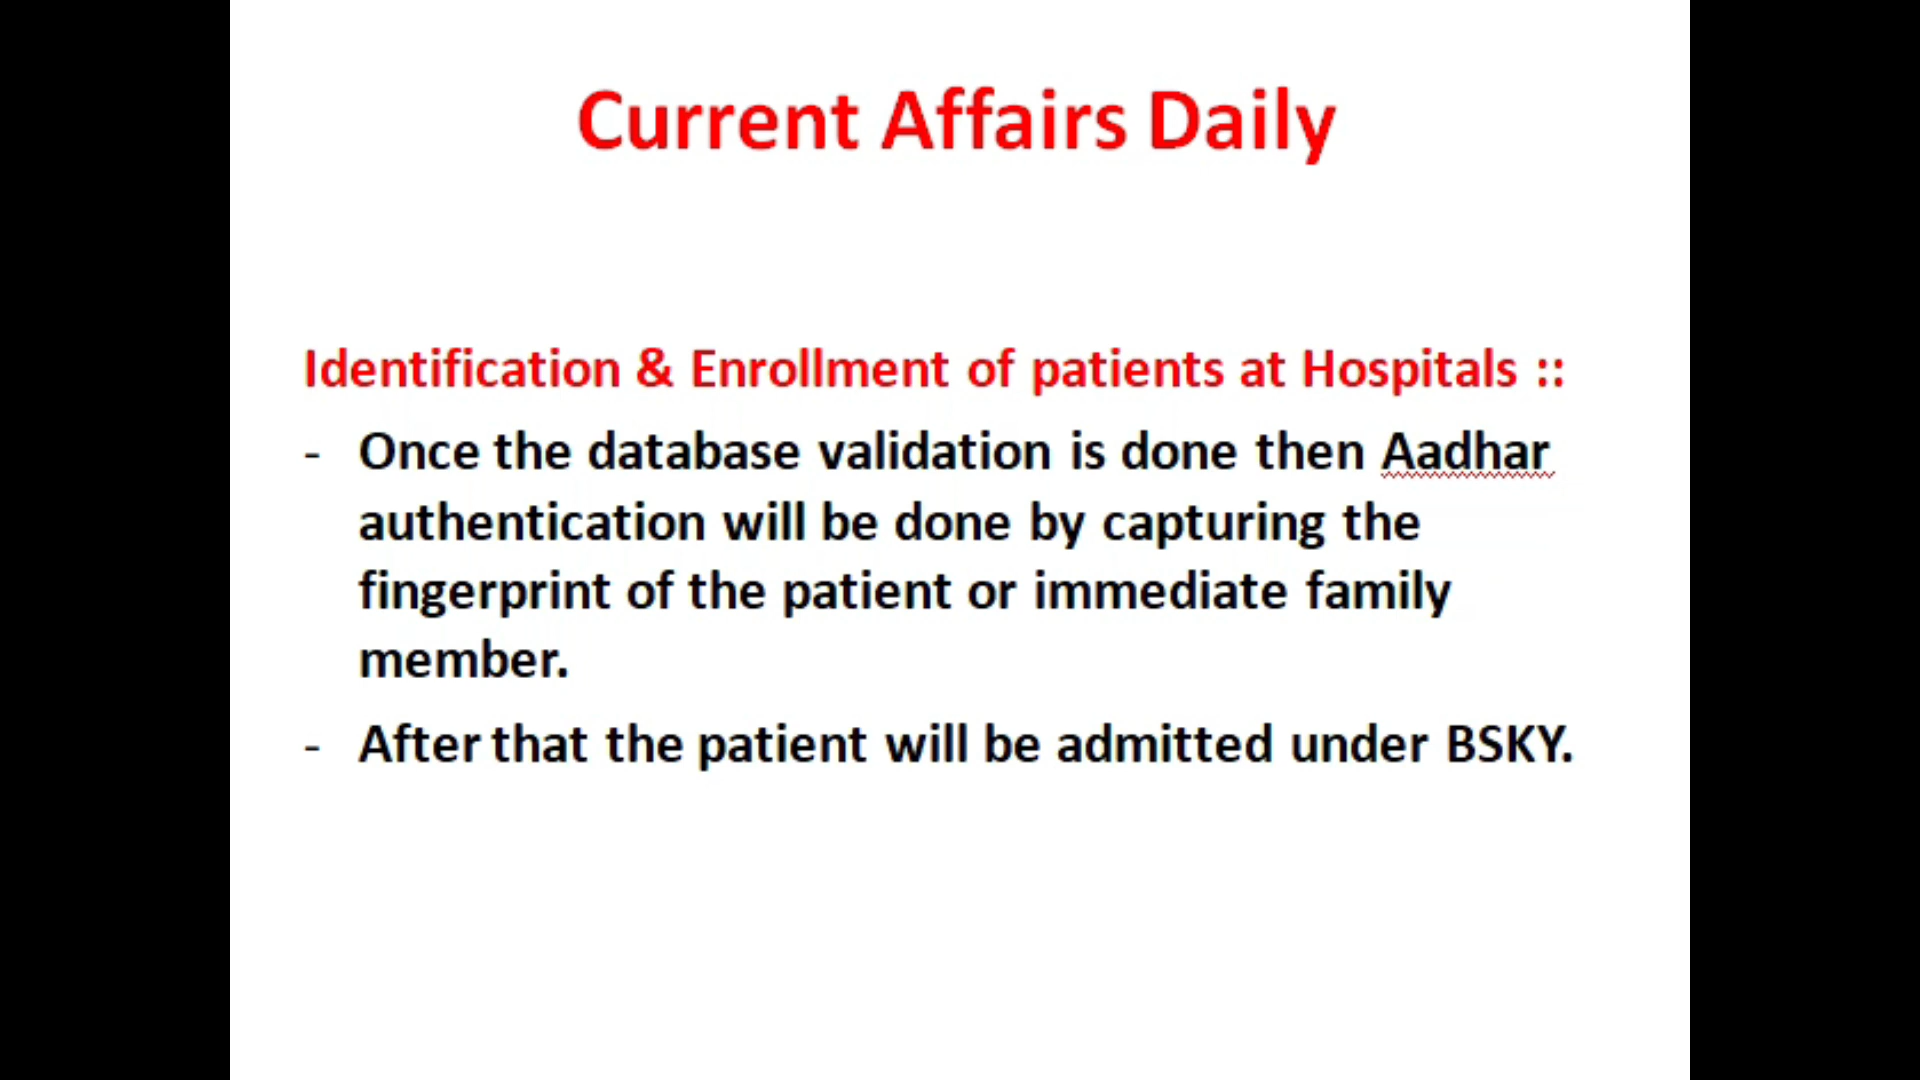 Current Affairs Daily
Identification & Enrollment of patients at Hospitals ::
- Once the database validation is done then Aadhar
authentication will be done by capturing the
fingerprint of the patient or immediate family
member.
- After that the patient will be admitted under BSKY.